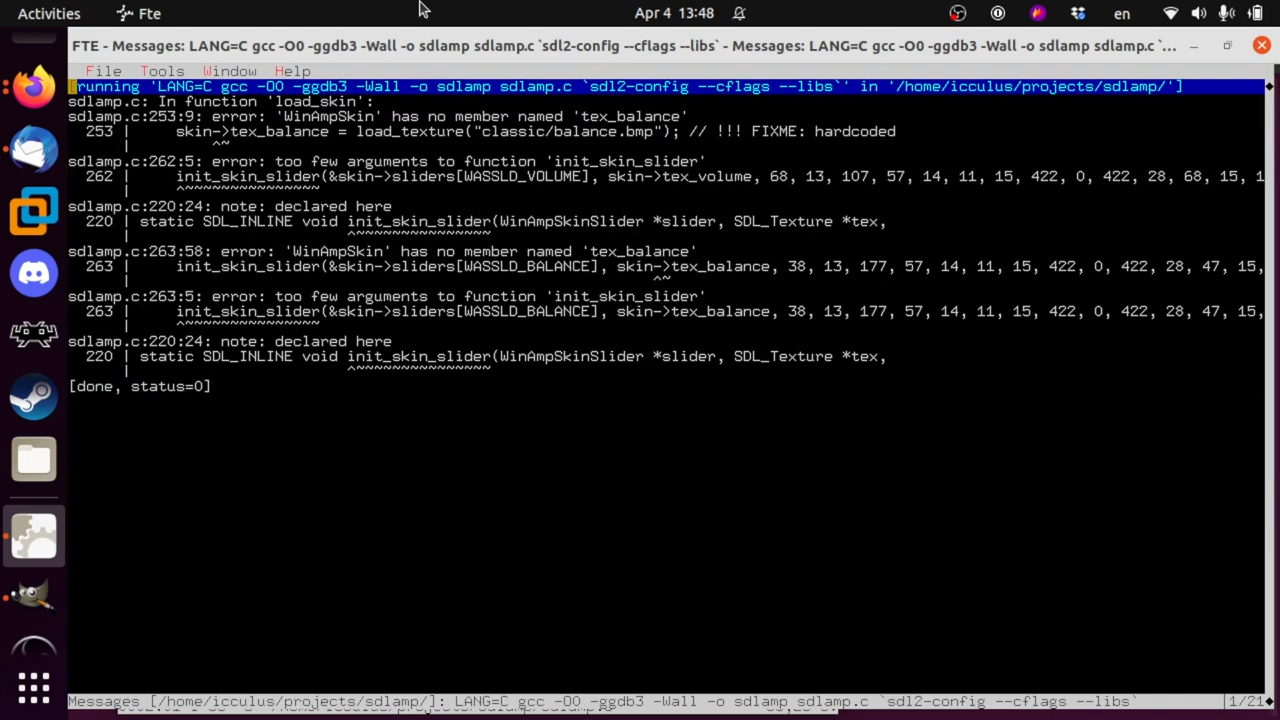 Activities
Fte
Apr 4 13:48
en
FTE - Messages: LANG=C gcc -O0 -ggdb3 -Wall -o sdlamp sdlamp.c `sdl2-config --cflags --libs` - Messages: LANG=C gcc -O0 -ggdb3 -Wall -o sdlamp sdlamp.c `...
File Tools Window Help
[running 'LANG=C gcc -O0 -ggdb3 -Wall -o sdlamp sdlamp.c `sdl2-config --cflags --libs`' in '/home/icculus/projects/sdlamp/']
sdlamp.c: In function 'load_skin':
sdlamp.c:253:9: error: 'WinAmpSkin' has no member named 'tex_balance'
253 | skin->tex_balance = load_texture("classic/balance.bmp"); // !!! FIXME: hardcoded
| ^~
sdlamp.c:262:5: error: too few arguments to function 'init_skin_slider'
262 | init_skin_slider(&skin->sliders[WASSLD_VOLUME], skin->tex_volume, 68, 13, 107, 57, 14, 11, 15, 422, 0, 422, 28, 68, 15, 1
| ^~~~~~~~~~~~~~~~
sdlamp.c:220:24: note: declared here
220 | static SDL_INLINE void init_skin_slider(WinAmpSkinSlider *slider, SDL_Texture *tex,
| ^~~~~~~~~~~~~~~~
sdlamp.c:263:58: error: 'WinAmpSkin' has no member named 'tex_balance'
263 | init_skin_slider(&skin->sliders[WASSLD_BALANCE], skin->tex_balance, 38, 13, 177, 57, 14, 11, 15, 422, 0, 422, 28, 47, 15,
| ^~
sdlamp.c:263:5: error: too few arguments to function 'init_skin_slider'
263 | init_skin_slider(&skin->sliders[WASSLD_BALANCE], skin->tex_balance, 38, 13, 177, 57, 14, 11, 15, 422, 0, 422, 28, 47, 15,
| ^~~~~~~~~~~~~~~~
sdlamp.c:220:24: note: declared here
220 | static SDL_INLINE void init_skin_slider(WinAmpSkinSlider *slider, SDL_Texture *tex,
| ^~~~~~~~~~~~~~~~
[done, status=0]
Messages [/home/icculus/projects/sdlamp/]: LANG=C gcc -O0 -ggdb3 -Wall -o sdlamp sdlamp.c `sdl2-config --cflags --libs` 1/21